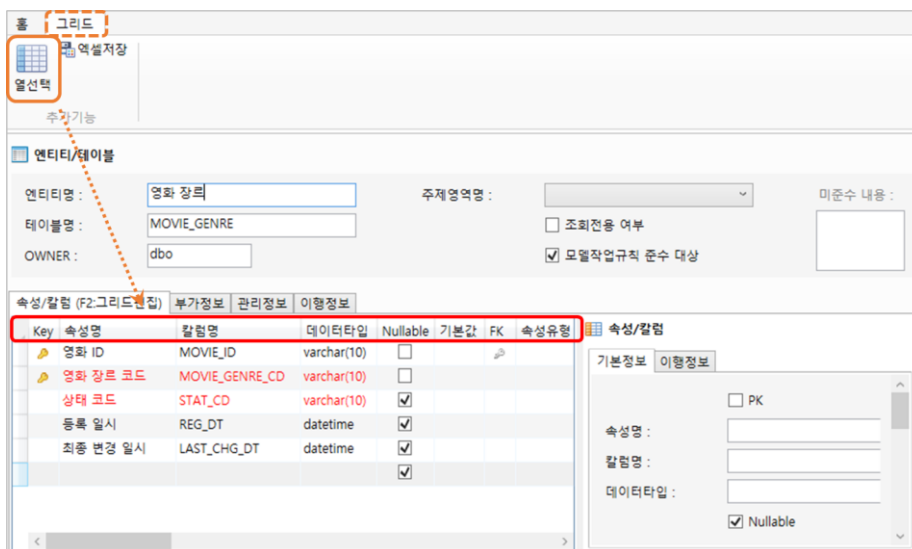 홈 그리드
엑셀저장
열선택
추가기능
엔티티/테이블
엔티티명 : 영화 장르 주제영역명 : 미준수 내용 :
테이블명 : MOVIE_GENRE 조회전용 여부
OWNER : dbo 모델작업규칙 준수 대상
속성/칼럼 (F2:그리드편집) 부가정보 관리정보 이행정보
Key 속성명 칼럼명 데이터타입 Nullable 기본값 FK 속성유형 속성/칼럼
영화 ID MOVIE_ID varchar(10) 기본정보 이행정보
영화 장르 코드 MOVIE_GENRE_CD varchar(10)
상태 코드 STAT_CD varchar(10) PK
등록 일시 REG_DT datetime 속성명 :
최종 변경 일시 LAST_CHG_DT datetime 칼럼명 :
데이터타입 :
Nullable